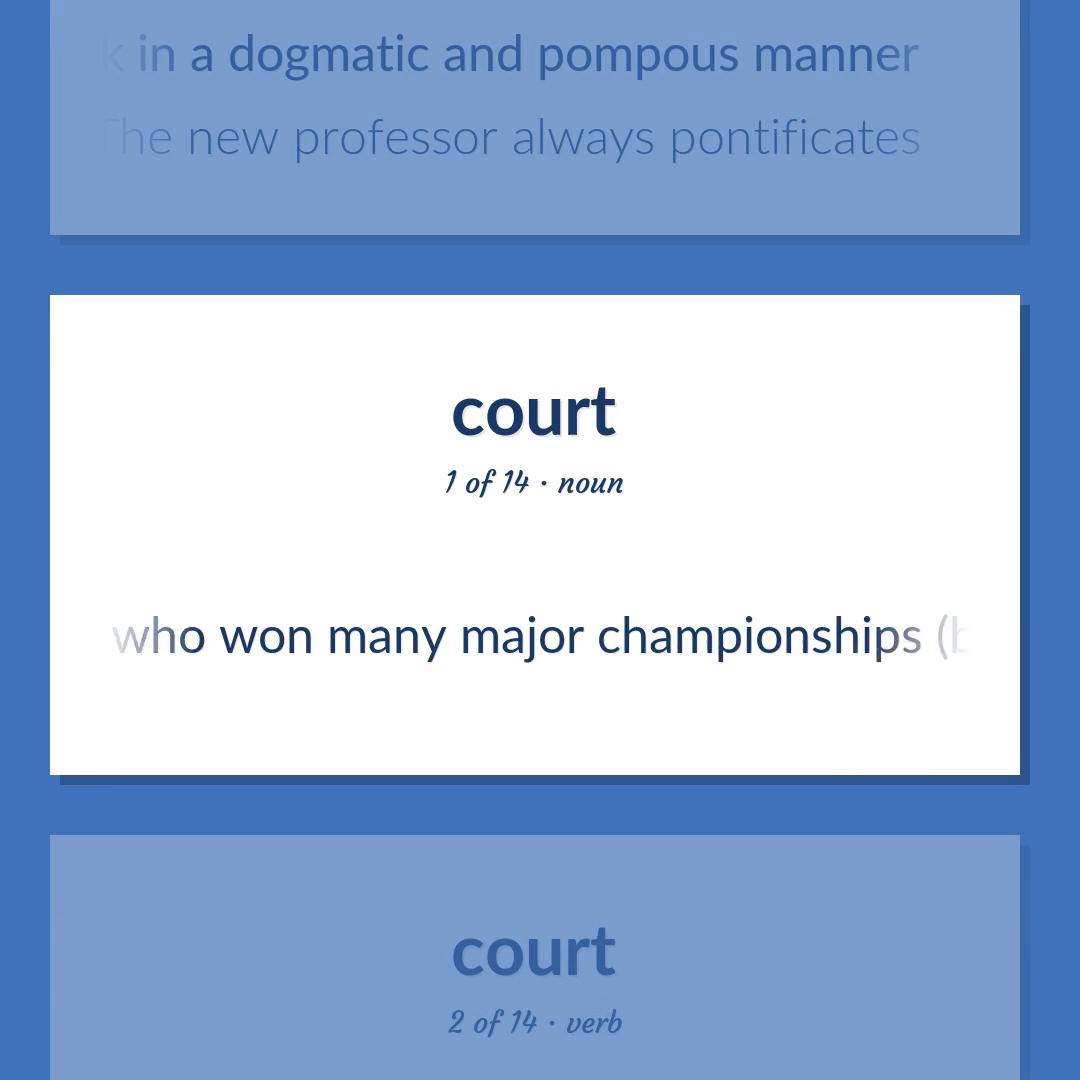 in a dogmatic and pompous manner
The new professor always pontificates
court
1 of 14 · noun
who won many major championships
court
2 of 14 · verb